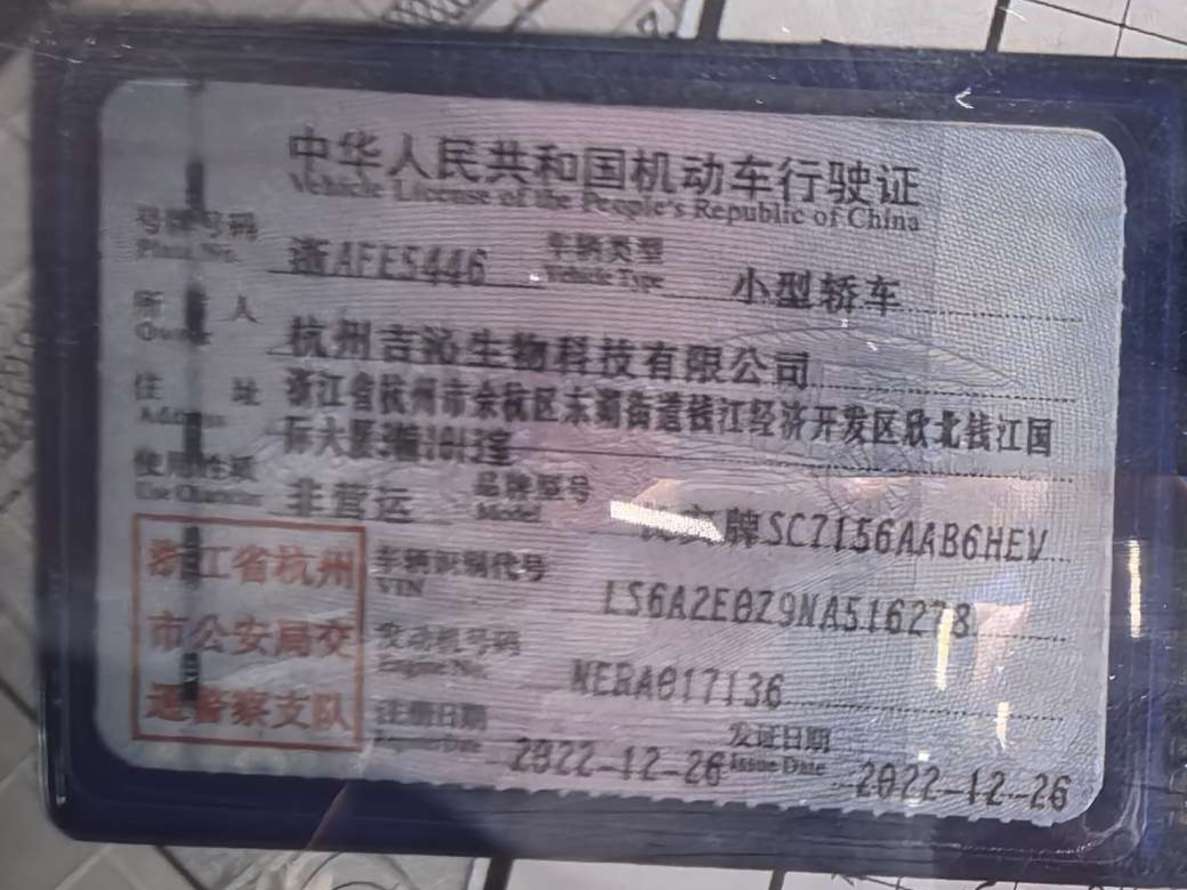 中华人民共和国机动车行驶证
Vehicle License of the People's Republic of China
号牌号码 浙AFE5446 车辆类型 小型轿车
Plate No. Vehicle Type
所 人 杭州吉沁生物科技有限公司
Owner
住 址 浙江省杭州市余杭区东湖街道钱江经济开发区欣北钱江国
Address 际大厦
使用性质 非营运 品牌型号 长安牌SC7156AAB6HEV
Use Character Model
浙江省杭州
市公安局交
通警察支队
车辆识别代号 LS6A2E0Z9NA516278
VIN
发动机号码 NERA017136
Engine No.
注册日期 2022-12-26 发证日期 2022-12-26
Register Date Issue Date